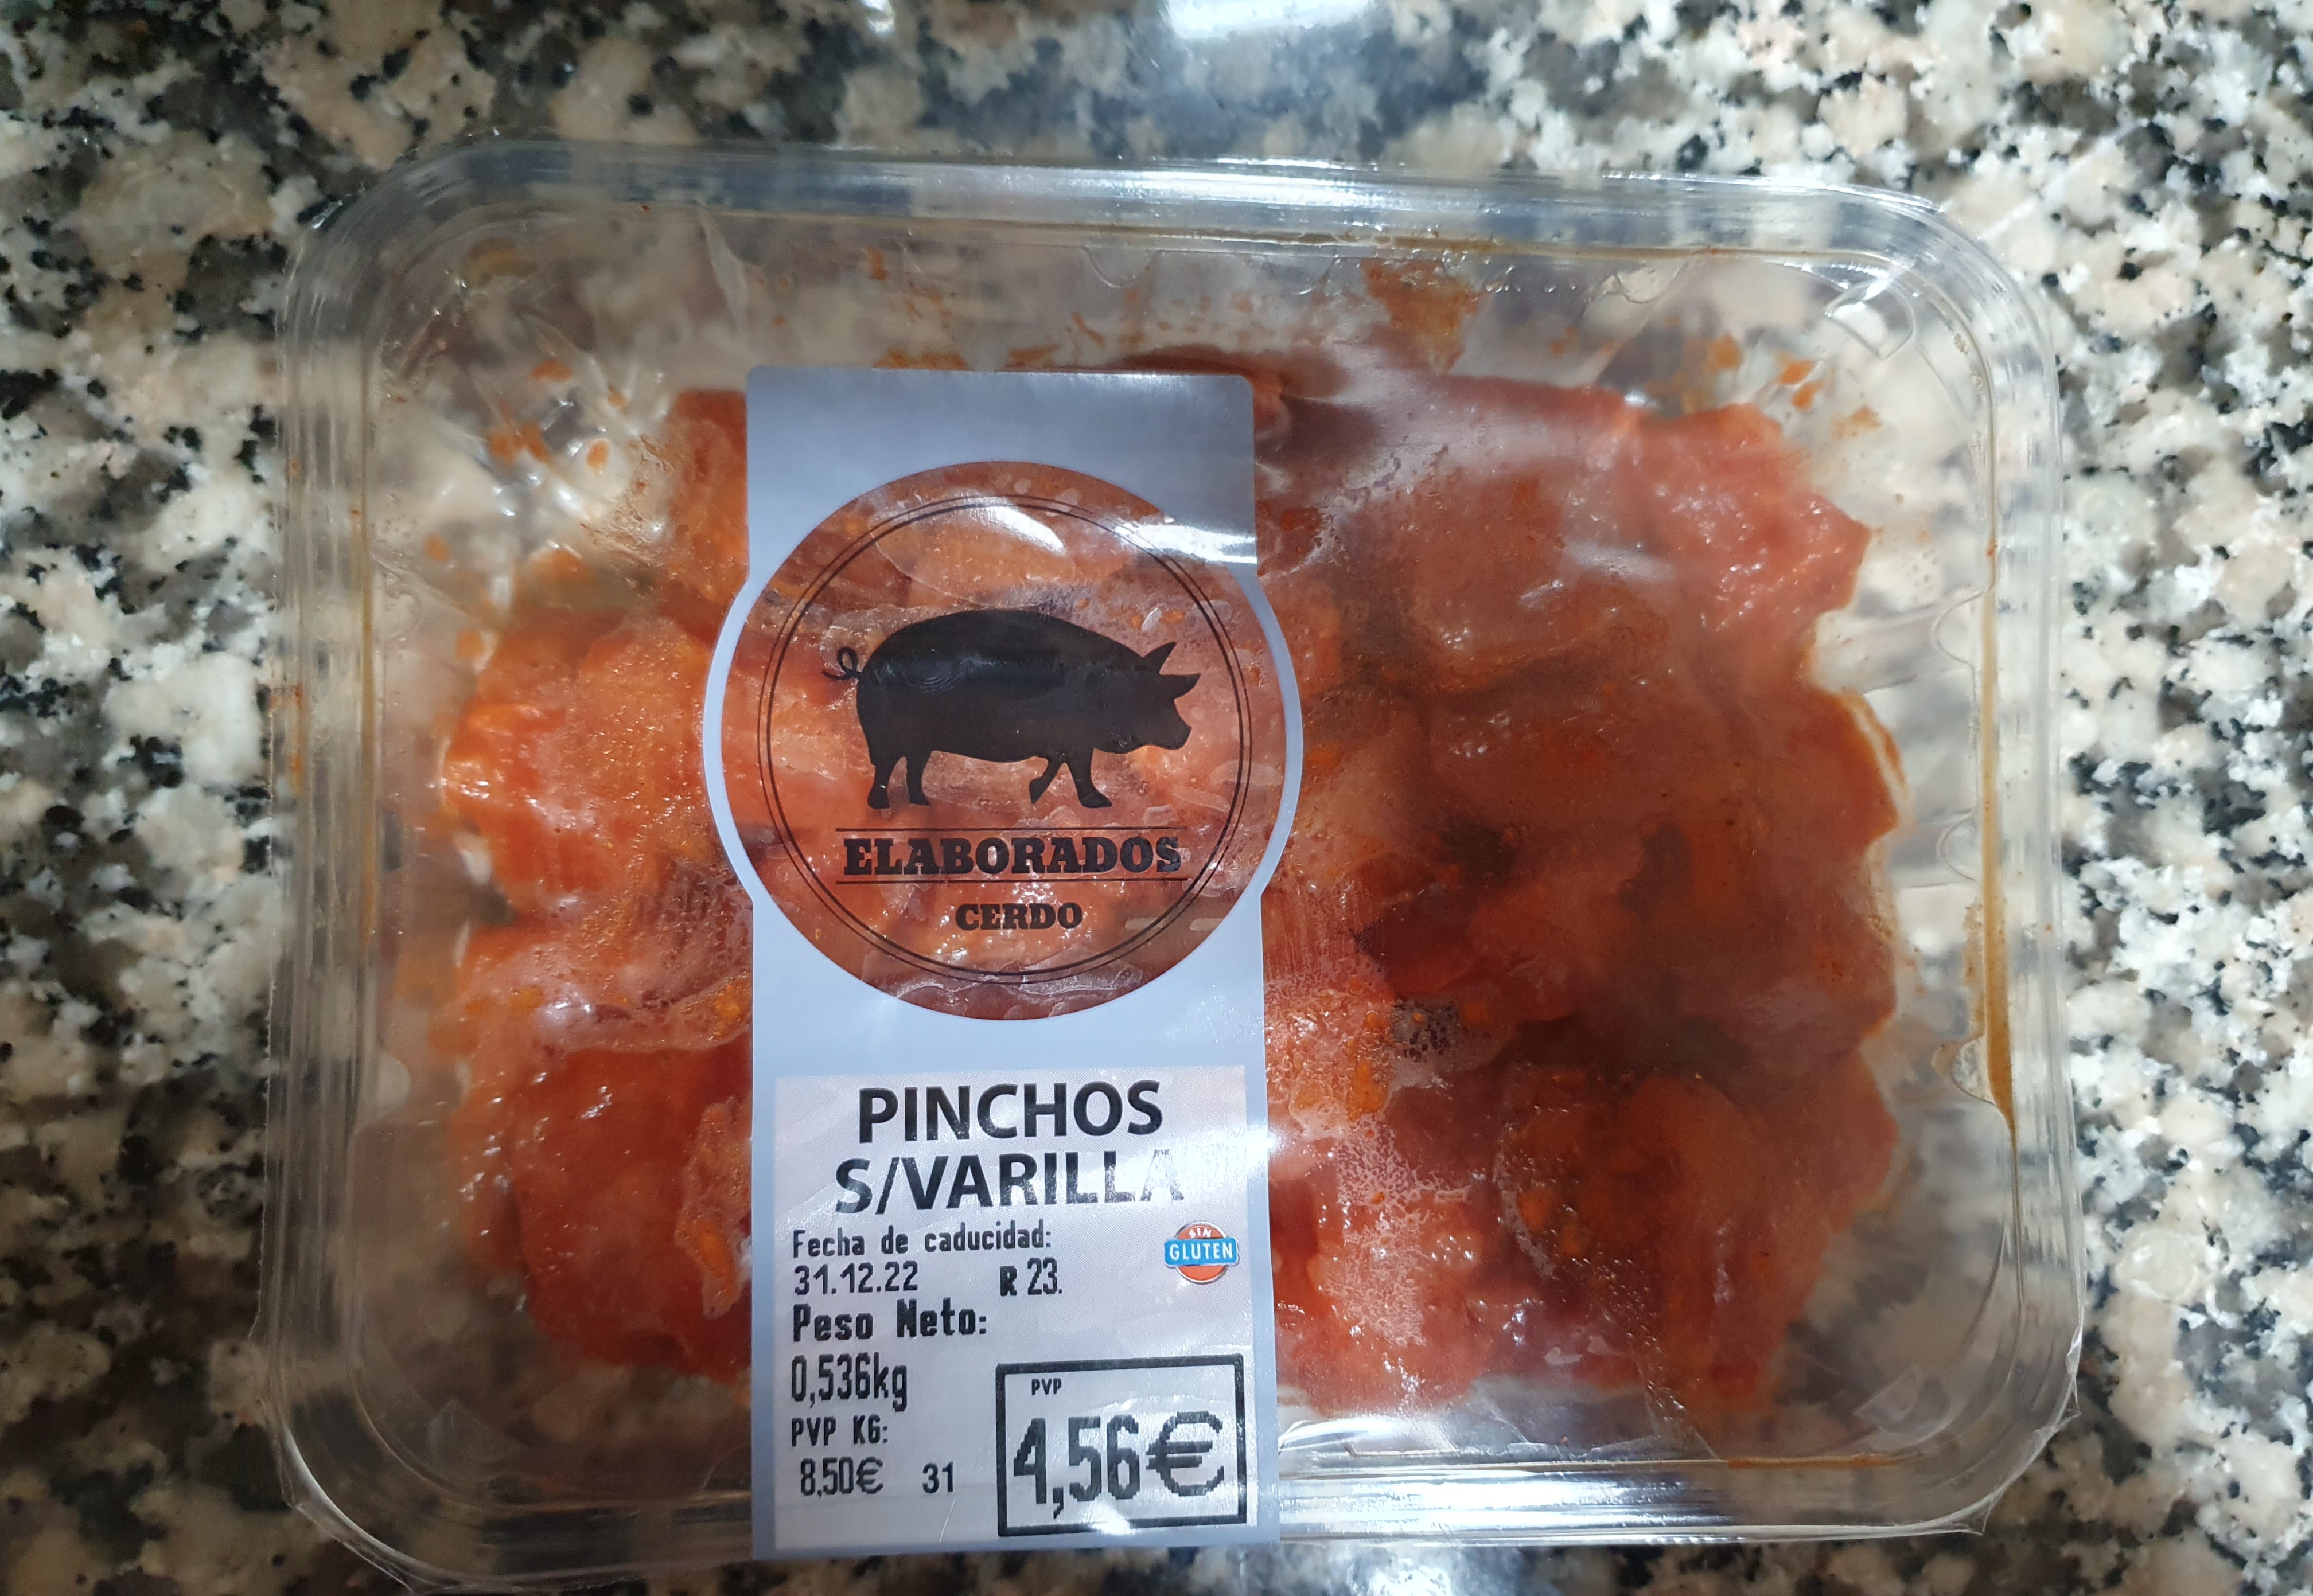 ELABORADOS
CERDO
PINCHOS
S/VARILLA
Fecha de caducidad:
31.12.22 R 23.
SIN
GLUTEN
Peso Neto:
0,536kg
PVP KG:
8,50€ 31
PVP
4,56€